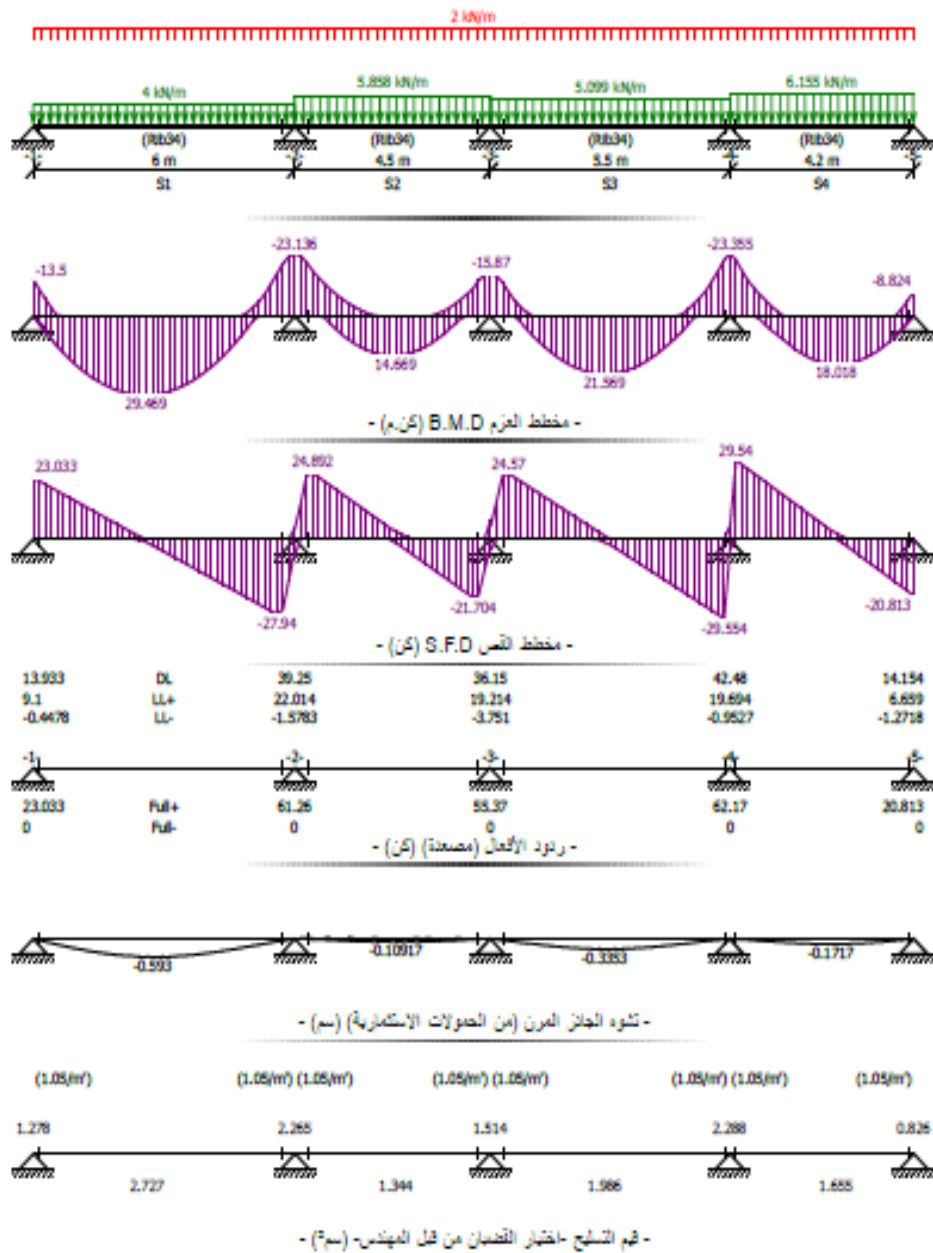 2 kN/m
4 kN/m 5.858 kN/m 5.099 kN/m 6.155 kN/m
(Rib34) (Rib34) (Rib34) (Rib34)
6 m 4.5 m 5.5 m 4.2 m
S1 S2 S3 S4
-13.5 -23.136 -15.87 -23.355 -8.824
29.469 14.669 21.569 18.018
- مخطط العزم B.M.D (كن.م) -
23.033 24.892 24.57 29.54
-27.94 -21.704 -29.554 -20.813
- مخطط القص S.F.D (كن) -
13.933 DL 39.25 36.15 42.48 14.154
9.1 LL+ 22.014 19.214 19.694 6.659
-0.4478 LL- -1.5783 -3.751 -0.9527 -1.2718
-1- -2- -3- -4- -5-
23.033 Full+ 61.26 55.37 62.17 20.813
0 Full- 0 0 0 0
- ردود الأفعال (مصعدة) (كن) -
-0.593 -0.10917 -0.3353 -0.1717
- تشوه الجائز المرن (من الحمولات الاستثمارية) (سم) -
(1.05/m') (1.05/m') (1.05/m') (1.05/m') (1.05/m') (1.05/m') (1.05/m') (1.05/m')
1.278 2.265 1.514 2.288 0.826
2.727 1.344 1.986 1.655
- قيم التسليح -اختيار القضبان من قبل المهندس- (سم²) -